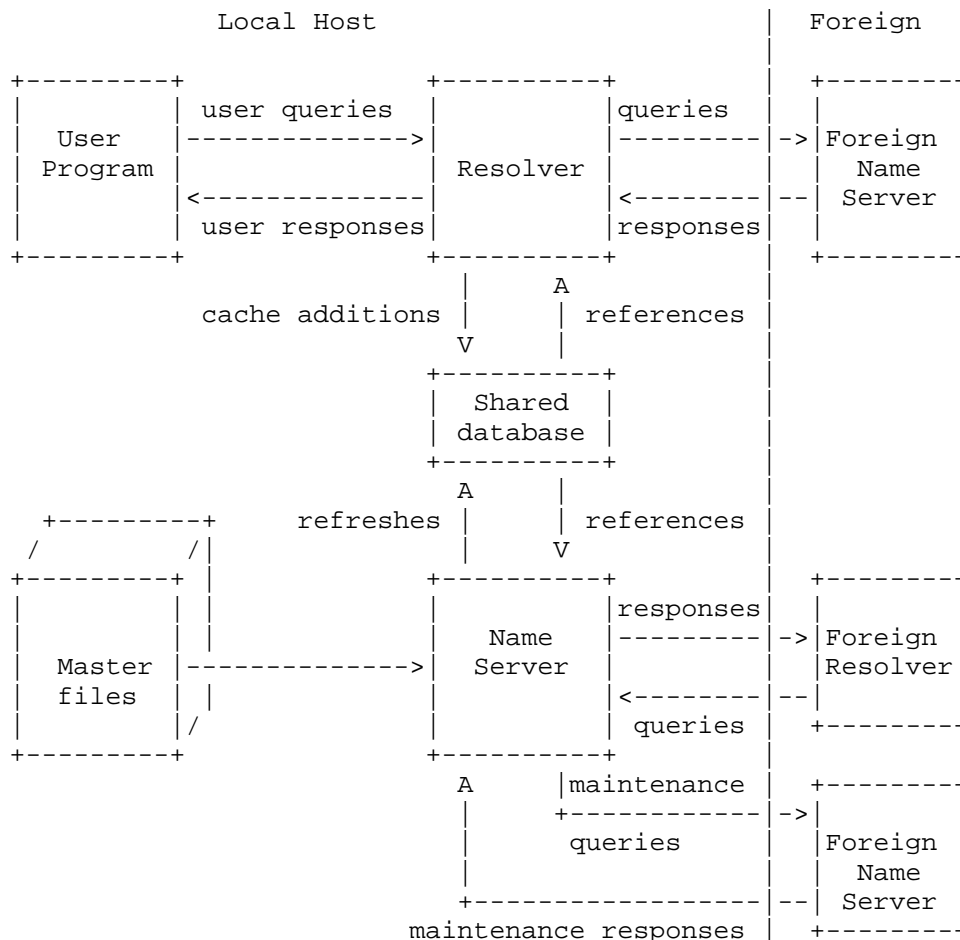 Local Host | Foreign
user queries queries
User Foreign
Program Resolver Name
Server
user responses responses
A
cache additions references
V
Shared
database
A
refreshes references
V
responses
Name Foreign
Master Server Resolver
files
queries
A maintenance
queries Foreign
Name
Server
maintenance responses